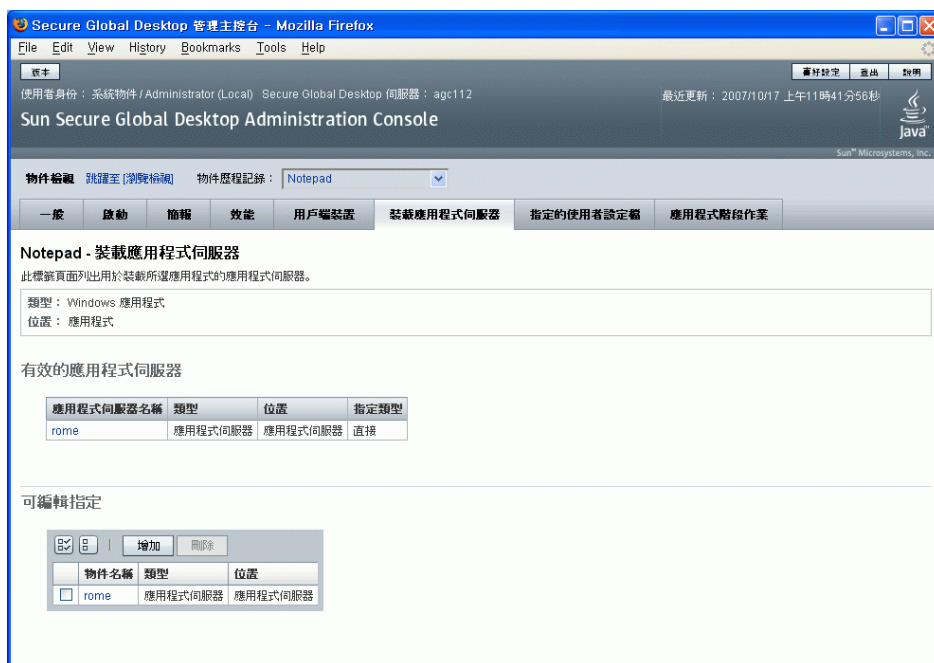 Secure Global Desktop 管理主控台 - Mozilla Firefox
File Edit View History Bookmarks Tools Help
版本 喜好設定 登出 說明
使用者身份： 系統物件 / Administrator (Local) Secure Global Desktop 伺服器： agc112 最近更新： 2007/10/17 上午11時41分56秒
Sun Secure Global Desktop Administration Console
Java
Sun™ Microsystems, Inc.
物件檢視 跳躍至 [瀏覽檢視] 物件歷程記錄： Notepad
一般 啟動 簡報 效能 用戶端裝置 裝載應用程式伺服器 指定的使用者設定檔 應用程式階段作業
Notepad - 裝載應用程式伺服器
此標籤頁面列出用於裝載所選應用程式的應用程式伺服器。
類型： Windows 應用程式
位置： 應用程式
有效的應用程式伺服器
應用程式伺服器名稱 類型 位置 指定類型
rome 應用程式伺服器 應用程式伺服器 直接
可編輯指定
增加 刪除
物件名稱 類型 位置
rome 應用程式伺服器 應用程式伺服器